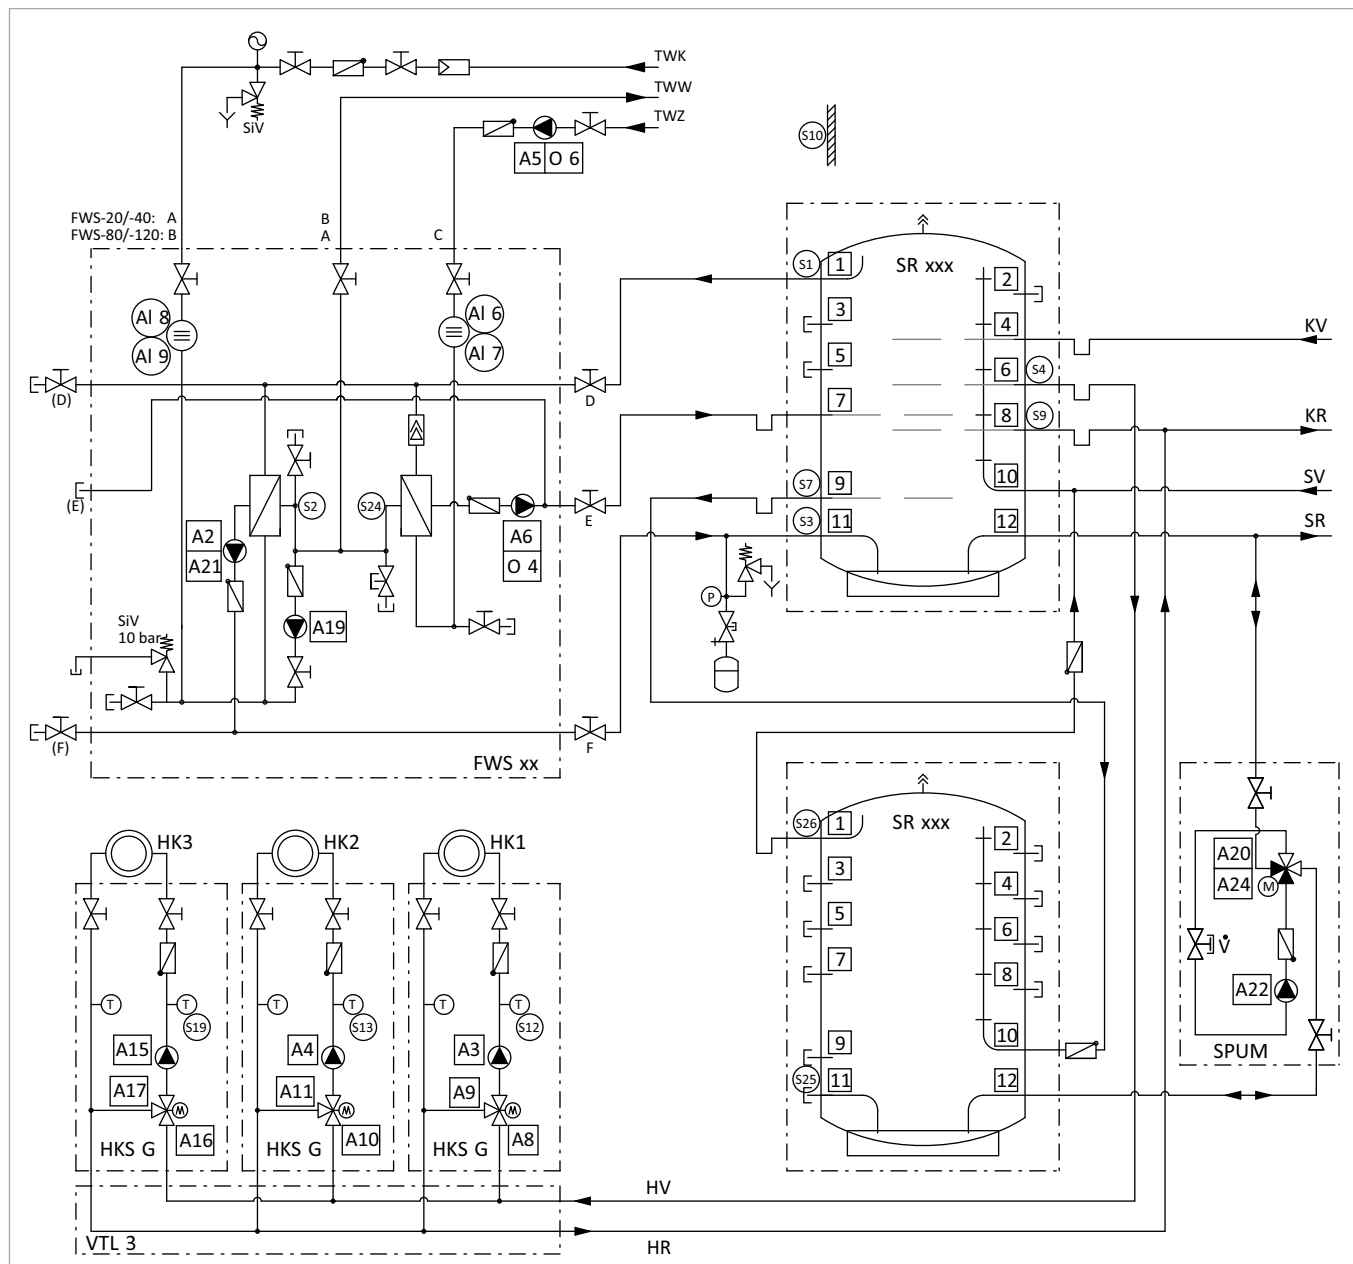 TWK
TWW
TWZ
SiV
A5 O 6
S10
FWS-20/-40: A
FWS-80/-120: B
B
A
C
Al 8
Al 9
Al 6
Al 7
(D)
D
(E)
E
S2
S24
A2
A21
A6
O 4
A19
SiV
10 bar
(F)
F
FWS xx
S1
1
SR xxx
2
3
4
5
6
S4
7
8
S9
S7
9
10
S3
11
12
P
KV
KR
SV
SR
S26
1
SR xxx
2
3
4
5
6
7
8
9
10
S25
11
12
A20
A24
M
V̇
A22
SPUM
HK3
HK2
HK1
T
T
S19
T
T
S13
T
T
S12
A15
A4
A3
A17
A11
A9
M
M
M
A16
A10
A8
HKS G
HKS G
HKS G
HV
VTL 3
HR